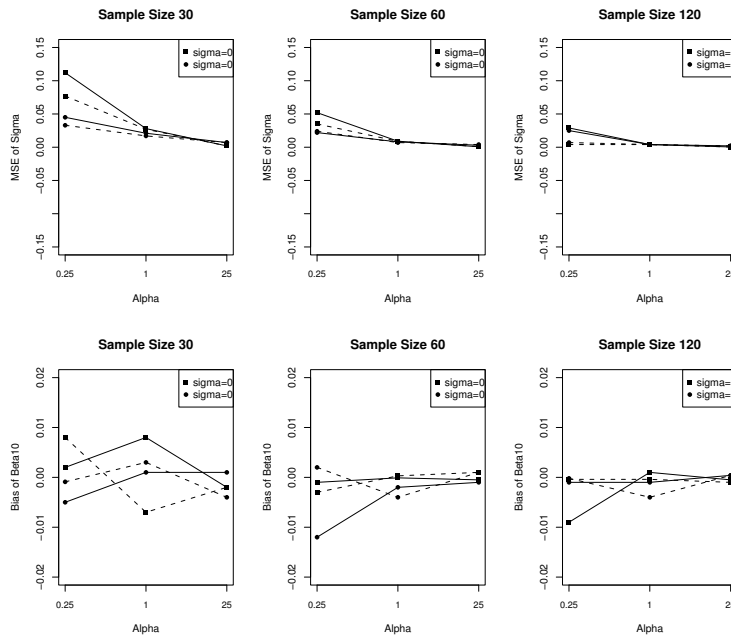 Sample Size 30
sigma=0
sigma=0
MSE of Sigma
0.15
0.10
0.05
0.00
−0.05
−0.15
0.25
1
25
Alpha
Sample Size 60
sigma=0
sigma=0
MSE of Sigma
0.15
0.10
0.05
0.00
−0.05
−0.15
0.25
1
25
Alpha
Sample Size 120
sigma=
sigma=
MSE of Sigma
0.15
0.10
0.05
0.00
−0.05
−0.15
0.25
1
25
Alpha
Sample Size 30
sigma=0
sigma=0
Bias of Beta10
0.02
0.01
0.00
−0.01
−0.02
0.25
1
25
Alpha
Sample Size 60
sigma=0
sigma=0
Bias of Beta10
0.02
0.01
0.00
−0.01
−0.02
0.25
1
25
Alpha
Sample Size 120
sigma=
sigma=
Bias of Beta10
0.02
0.01
0.00
−0.01
−0.02
0.25
1
25
Alpha